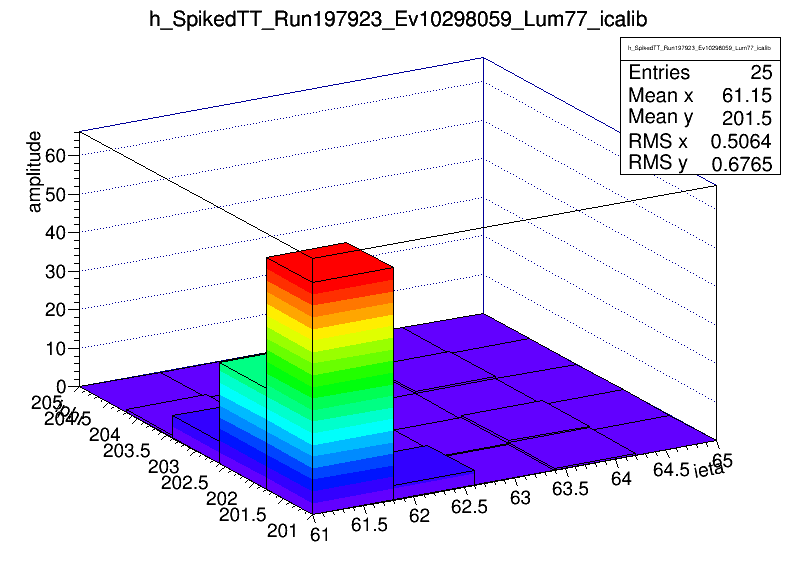 h_SpikedTT_Run197923_Ev10298059_Lum77_icalib
h_SpikedTT_Run197923_Ev10298059_Lum77_icalib
Entries 25
Mean x 61.15
Mean y 201.5
RMS x 0.5064
RMS y 0.6765
amplitude
60
50
40
30
20
10
0
205
204.5
204
203.5
203
202.5
202
201.5
201
61
61.5
62
62.5
63
63.5
64
64.5
65
ieta